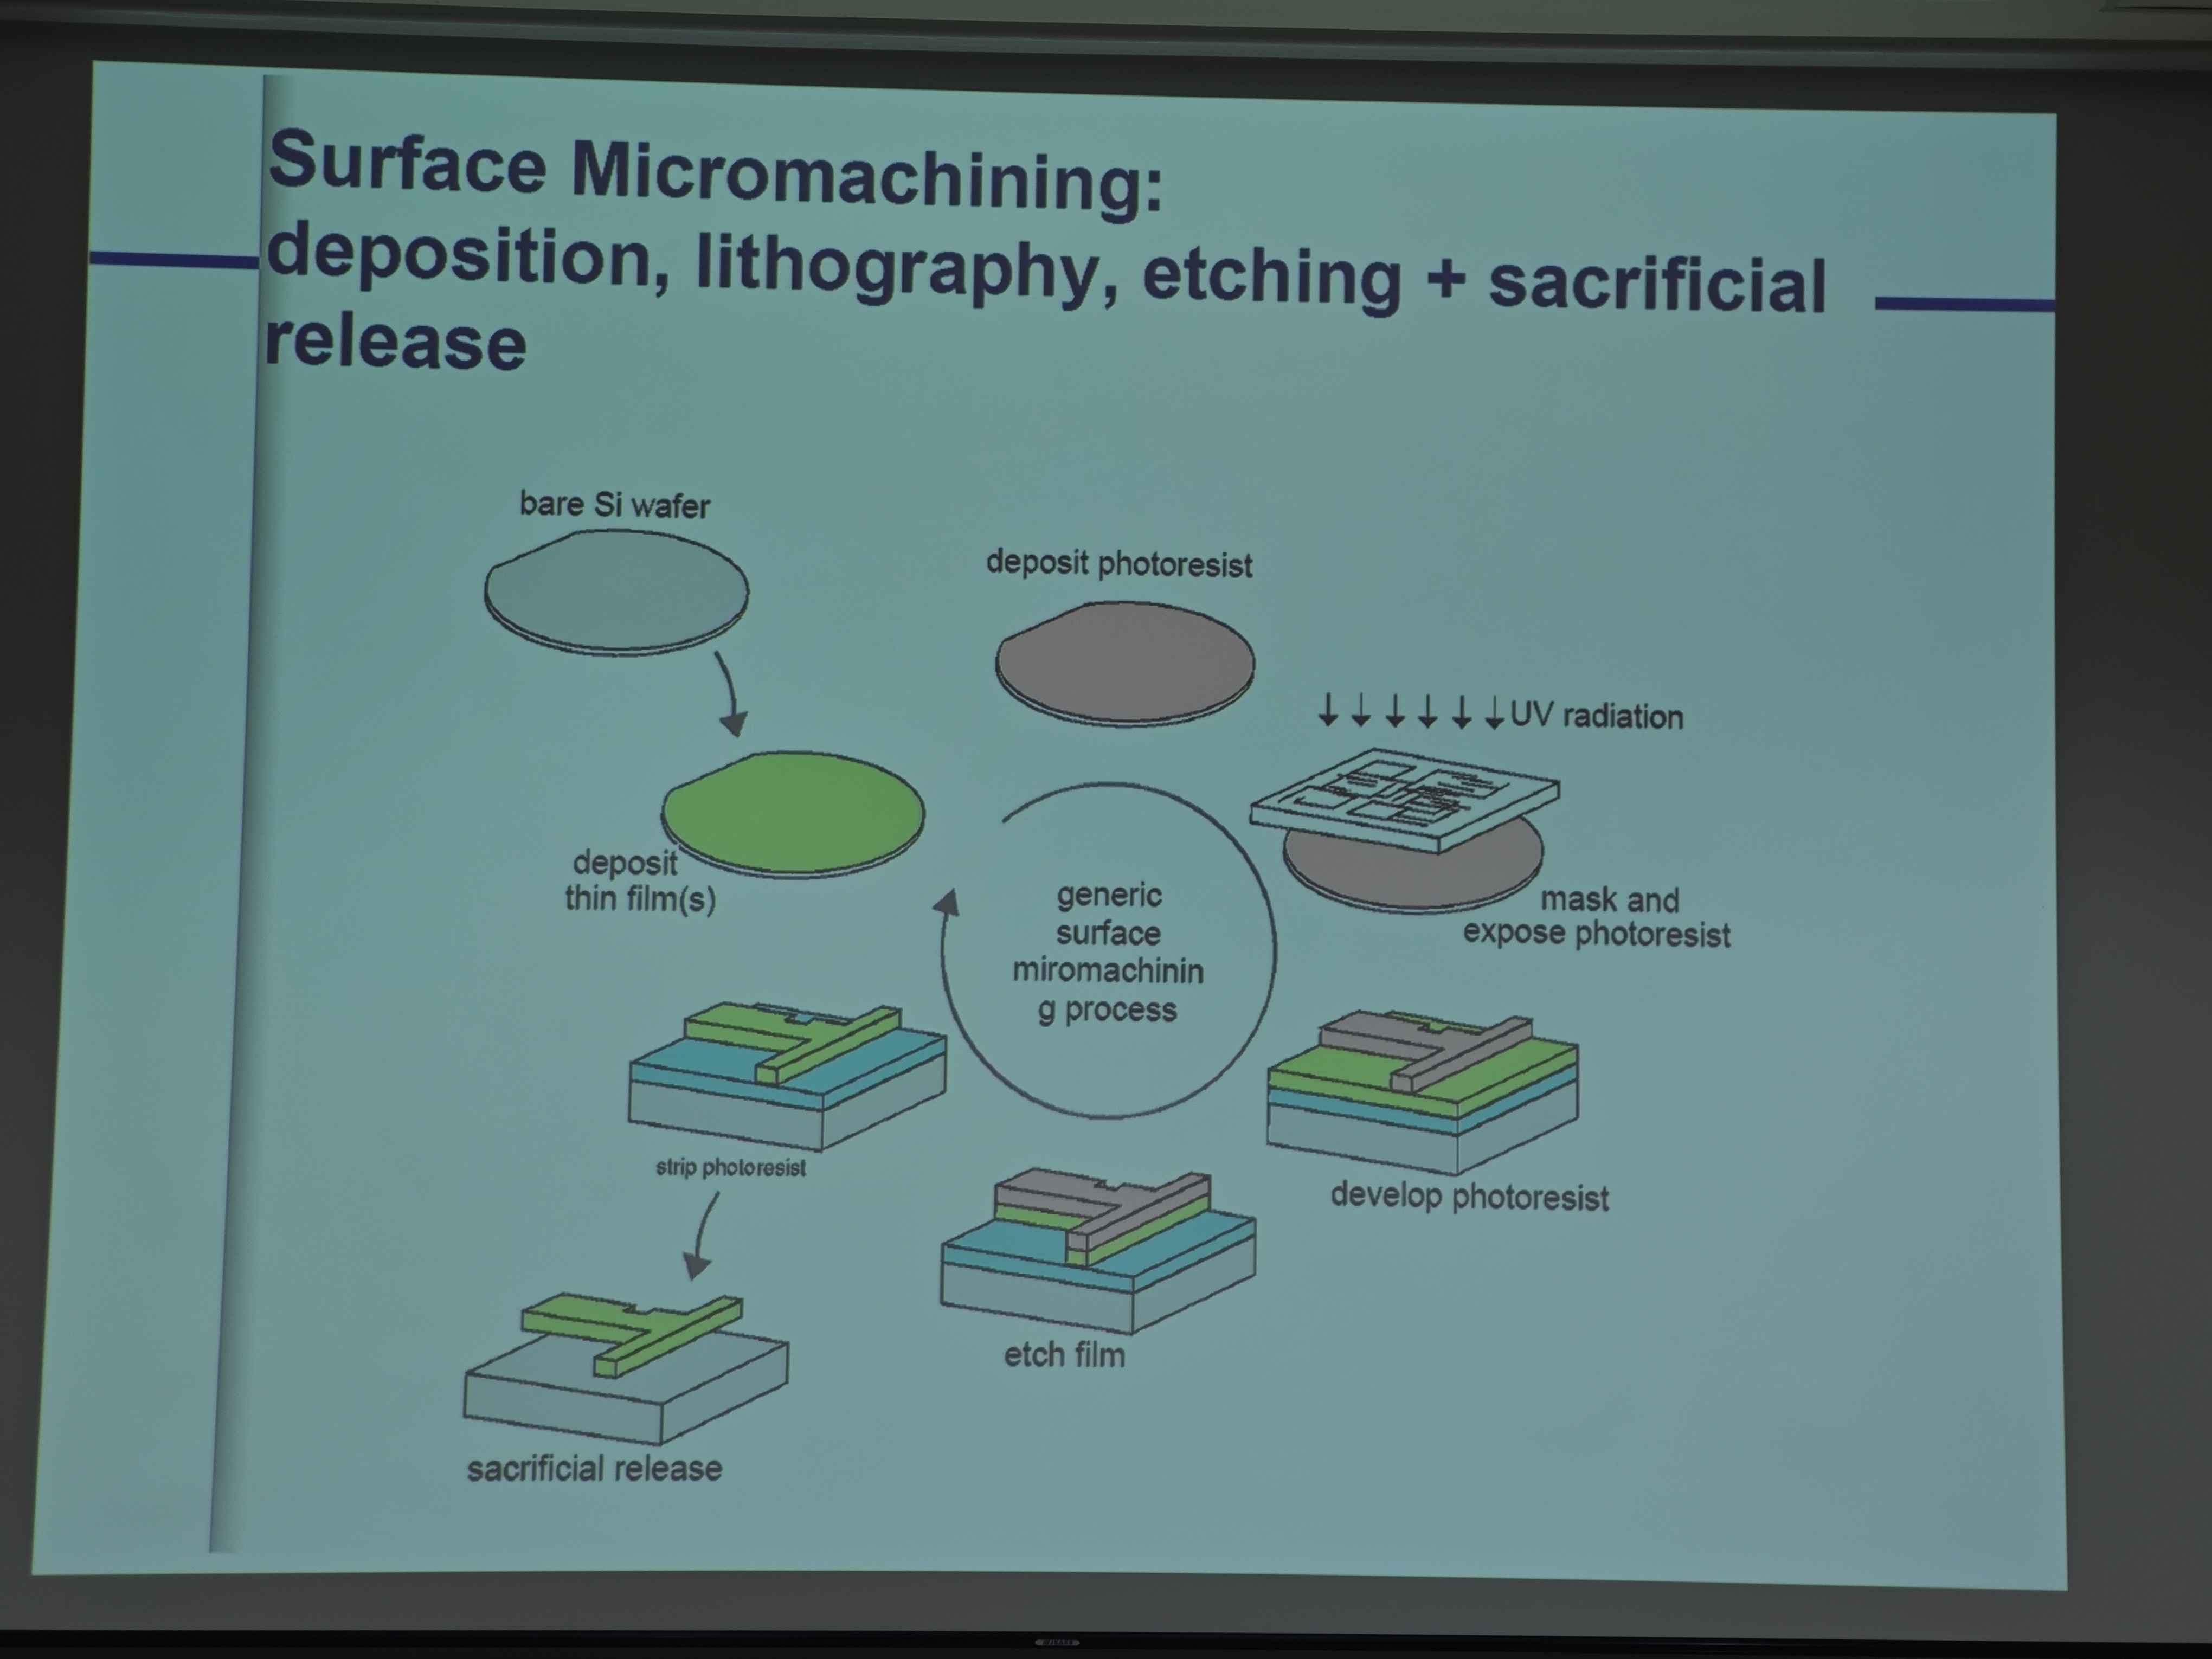 Surface Micromachining:
deposition, lithography, etching + sacrificial
release
bare Si wafer
deposit photoresist
UV radiation
deposit
thin film(s)
mask and
expose photoresist
generic
surface
miromachinin
g process
strip photoresist
develop photoresist
etch film
sacrificial release